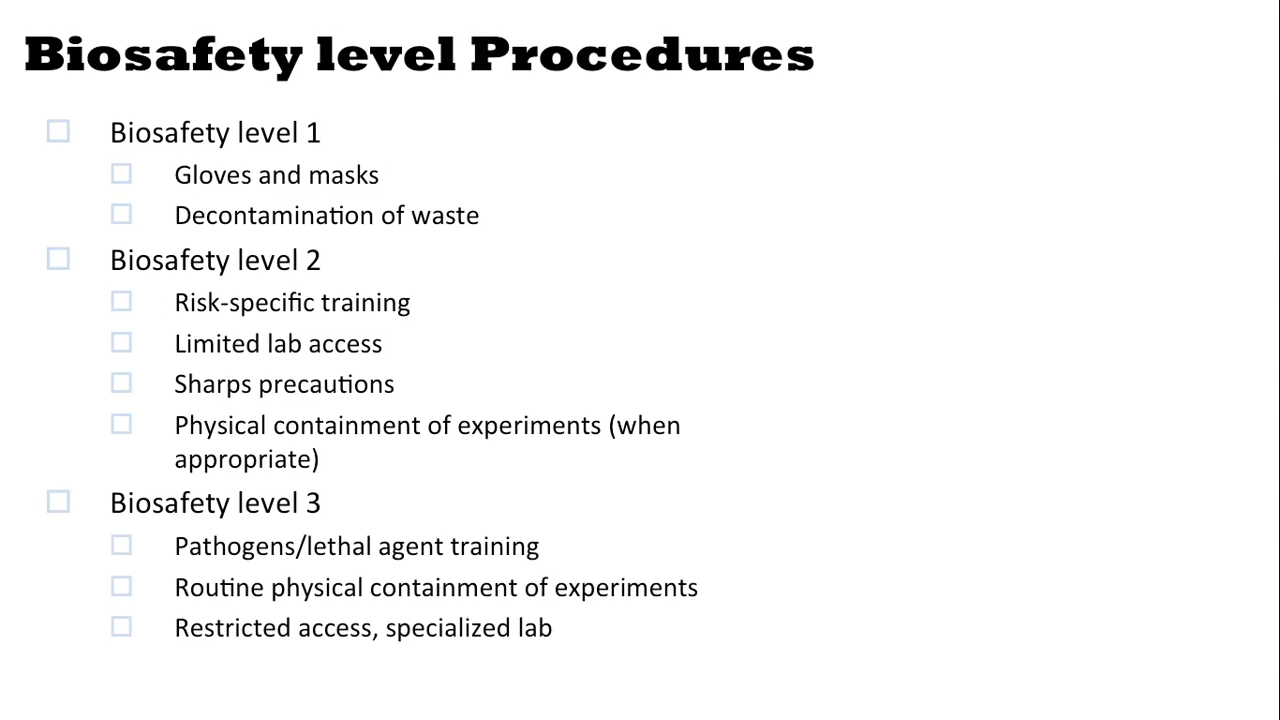 Biosafety level Procedures
Biosafety level 1
Gloves and masks
Decontamination of waste
Biosafety level 2
Risk-specific training
Limited lab access
Sharps precautions
Physical containment of experiments (when
appropriate)
Biosafety level 3
Pathogens/lethal agent training
Routine physical containment of experiments
Restricted access, specialized lab